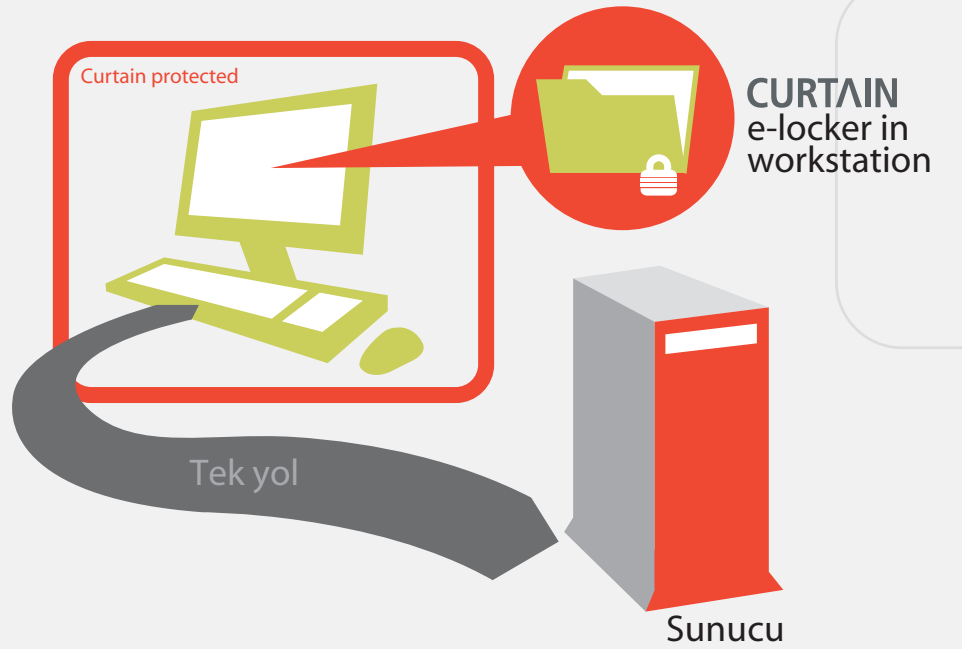 Curtain protected
CURTAIN
e-locker in
workstation
Tek yol
Sunucu